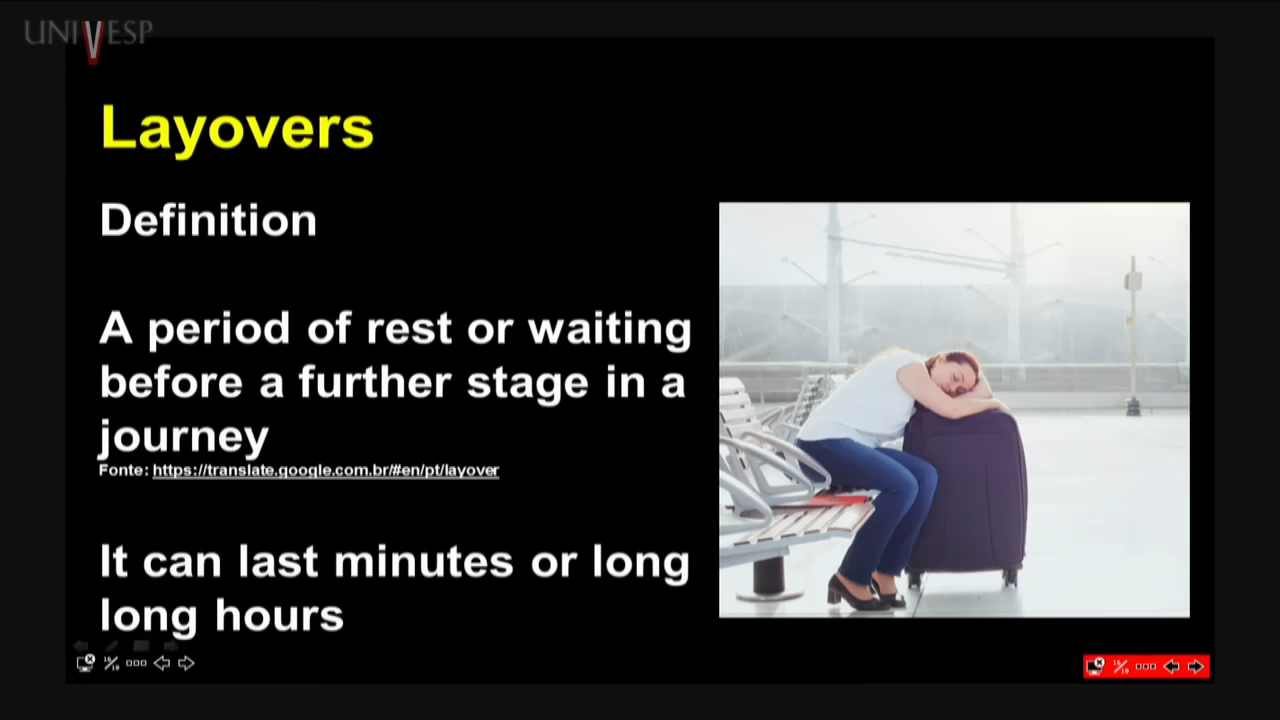 UNIVESP
Layovers
Definition
A period of rest or waiting
before a further stage in a
journey
Fonte: https://translate.google.com.br/#en/pt/layover
It can last minutes or long
long hours